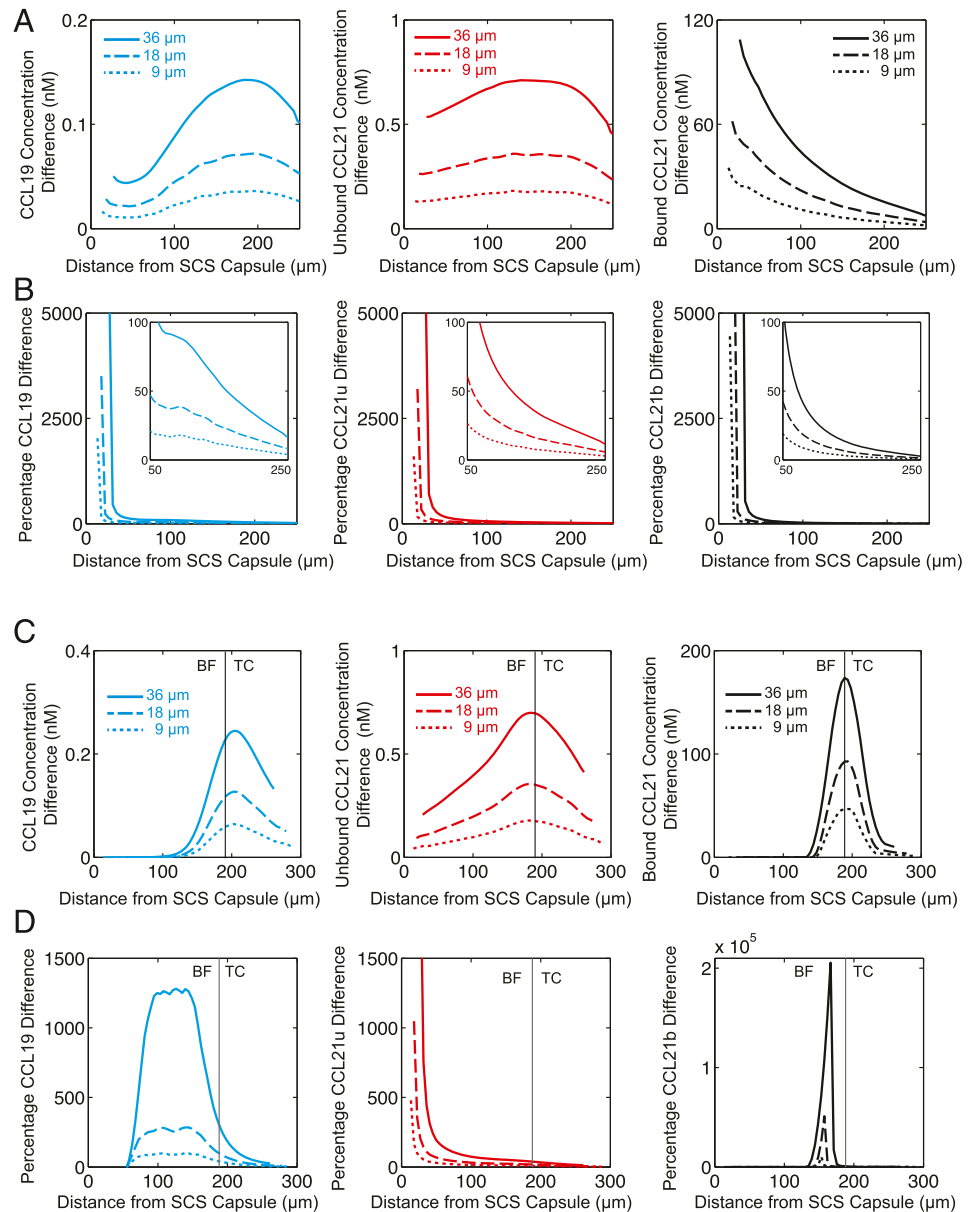 A
CCL19 Concentration
Difference (nM)
0.2
0.1
0
36 µm
18 µm
9 µm
0
100
200
Distance from SCS Capsule (µm)
Unbound CCL21 Concentration
Difference (nM)
1
0.5
0
36 µm
18 µm
9 µm
0
100
200
Distance from SCS Capsule (µm)
Bound CCL21 Concentration
Difference (nM)
120
60
0
36 µm
18 µm
9 µm
0
100
200
Distance from SCS Capsule (µm)
B
Percentage CCL19 Difference
5000
2500
0
100
50
0
50
250
0
100
200
Distance from SCS Capsule (µm)
Percentage CCL21u Difference
5000
2500
0
100
50
0
50
250
0
100
200
Distance from SCS Capsule (µm)
Percentage CCL21b Difference
5000
2500
0
100
50
0
50
250
0
100
200
Distance from SCS Capsule (µm)
C
CCL19 Concentration
Difference (nM)
0.4
0.2
0
BF TC
36 µm
18 µm
9 µm
0
100
200
300
Distance from SCS Capsule (µm)
Unbound CCL21 Concentration
Difference (nM)
1
0.5
0
BF TC
36 µm
18 µm
9 µm
0
100
200
300
Distance from SCS Capsule (µm)
Bound CCL21 Concentration
Difference (nM)
200
100
0
BF TC
36 µm
18 µm
9 µm
0
100
200
300
Distance from SCS Capsule (µm)
D
Percentage CCL19 Difference
1500
1000
500
0
BF TC
0
100
200
300
Distance from SCS Capsule (µm)
Percentage CCL21u Difference
1500
1000
500
0
BF TC
0
100
200
300
Distance from SCS Capsule (µm)
Percentage CCL21b Difference
x 10⁵
2
1
0
BF TC
0
100
200
300
Distance from SCS Capsule (µm)